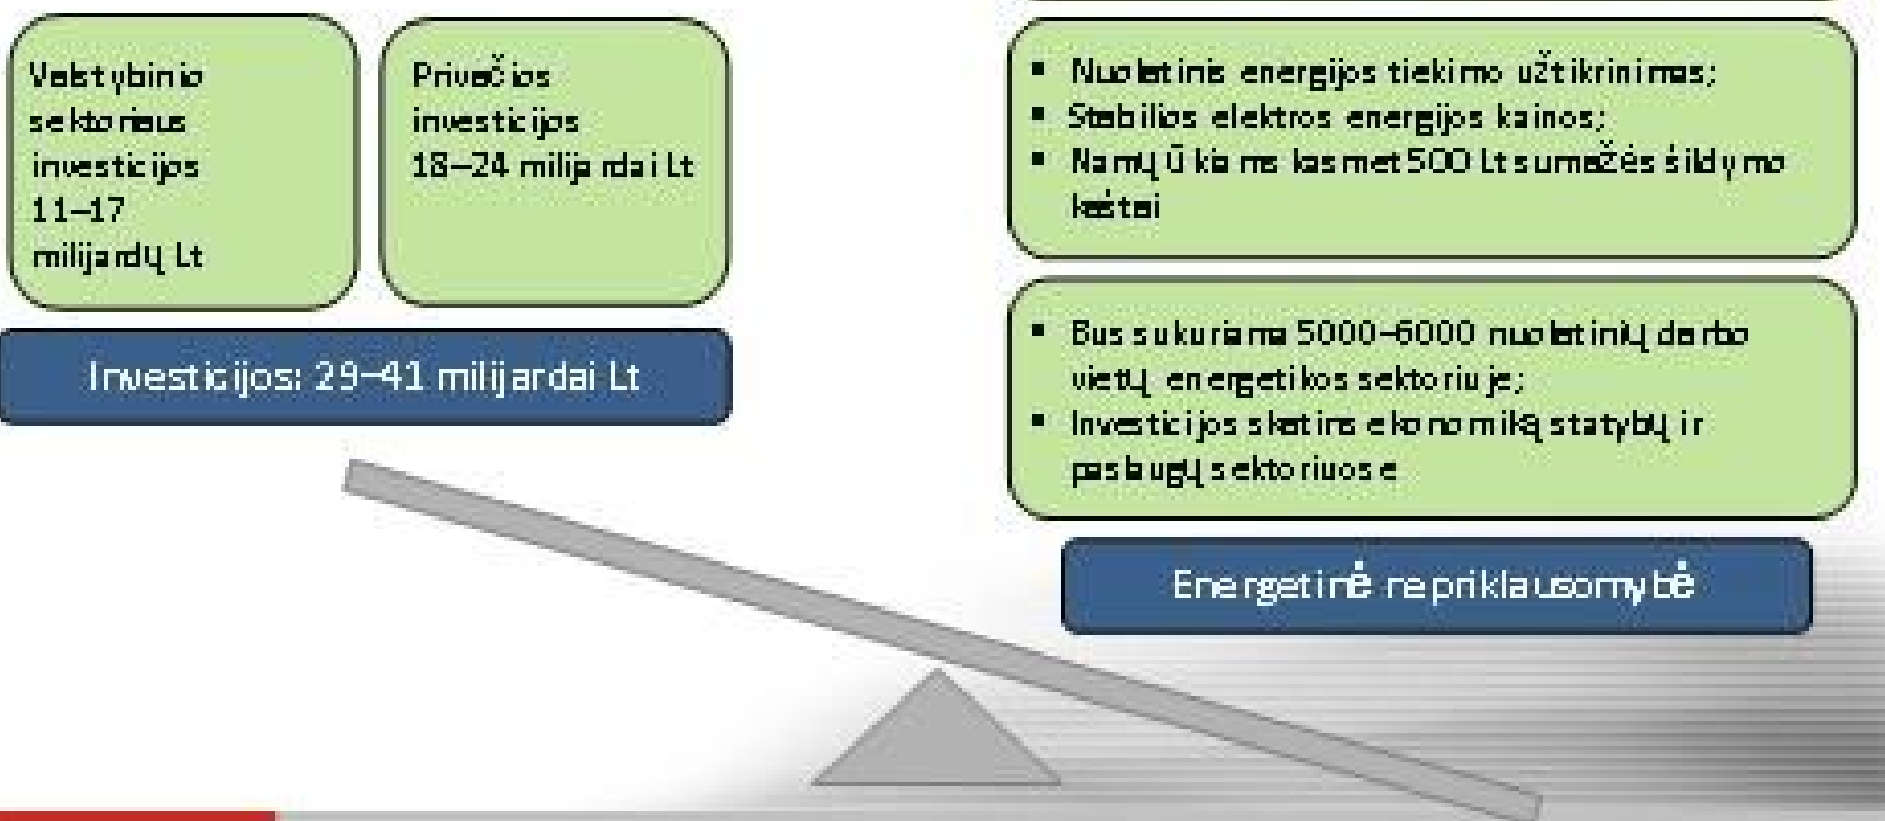 Valstybinio
sektoriaus
investicijos
11–17
milijardų Lt
Privačios
investicijos
18–24 milijardai Lt
Investicijos: 29–41 milijardai Lt
▪ Nuolatinis energijos tiekimo užtikrinimas;
▪ Stabilios elektros energijos kainos;
▪ Namų ūkiams kasmet 500 Lt sumažės šildymo
kaštai
▪ Bus sukuriama 5000–6000 nuolatinių darbo
vietų energetikos sektoriuje;
▪ Investicijos skatins ekonomiką statybų ir
paslaugų sektoriuose
Energetinė nepriklausomybė